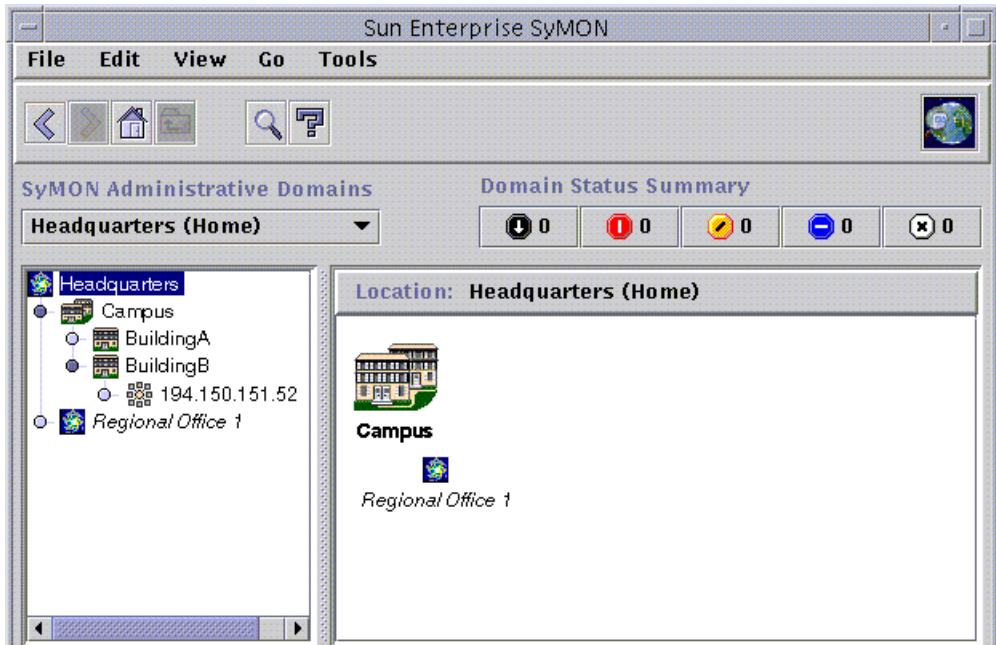 Sun Enterprise SyMON
File Edit View Go Tools
SyMON Administrative Domains
Domain Status Summary
Headquarters (Home)
0 0 0 0 0
Headquarters
Campus
BuildingA
BuildingB
194.150.151.52
Regional Office 1
Location: Headquarters (Home)
Campus
Regional Office 1